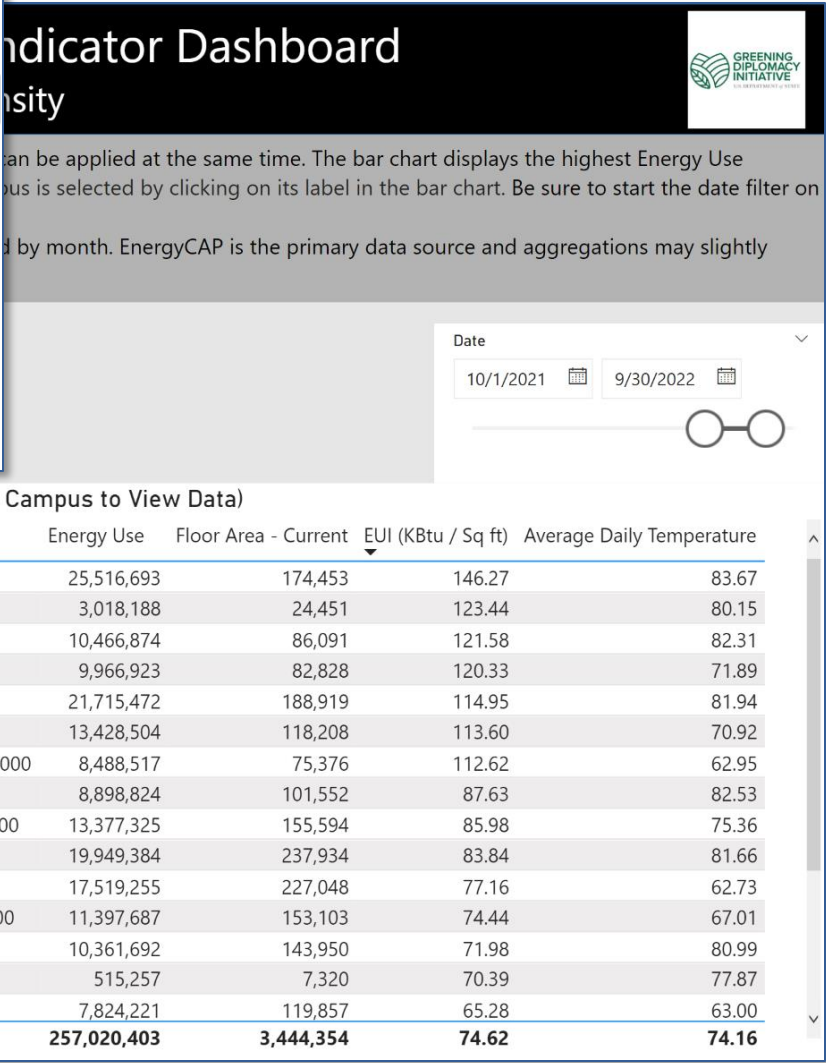 ndicator Dashboard
nsity
GREENING
DIPLOMACY
INITIATIVE
U.S. DEPARTMENT of STATE
can be applied at the same time. The bar chart displays the highest Energy Use
pus is selected by clicking on its label in the bar chart. Be sure to start the date filter on
d by month. EnergyCAP is the primary data source and aggregations may slightly
Date
10/1/2021 9/30/2022
Campus to View Data)
Energy Use Floor Area - Current EUI (KBtu / Sq ft) Average Daily Temperature
25,516,693 174,453 146.27 83.67
3,018,188 24,451 123.44 80.15
10,466,874 86,091 121.58 82.31
9,966,923 82,828 120.33 71.89
21,715,472 188,919 114.95 81.94
13,428,504 118,208 113.60 70.92
000 8,488,517 75,376 112.62 62.95
8,898,824 101,552 87.63 82.53
00 13,377,325 155,594 85.98 75.36
19,949,384 237,934 83.84 81.66
17,519,255 227,048 77.16 62.73
00 11,397,687 153,103 74.44 67.01
10,361,692 143,950 71.98 80.99
515,257 7,320 70.39 77.87
7,824,221 119,857 65.28 63.00
257,020,403 3,444,354 74.62 74.16